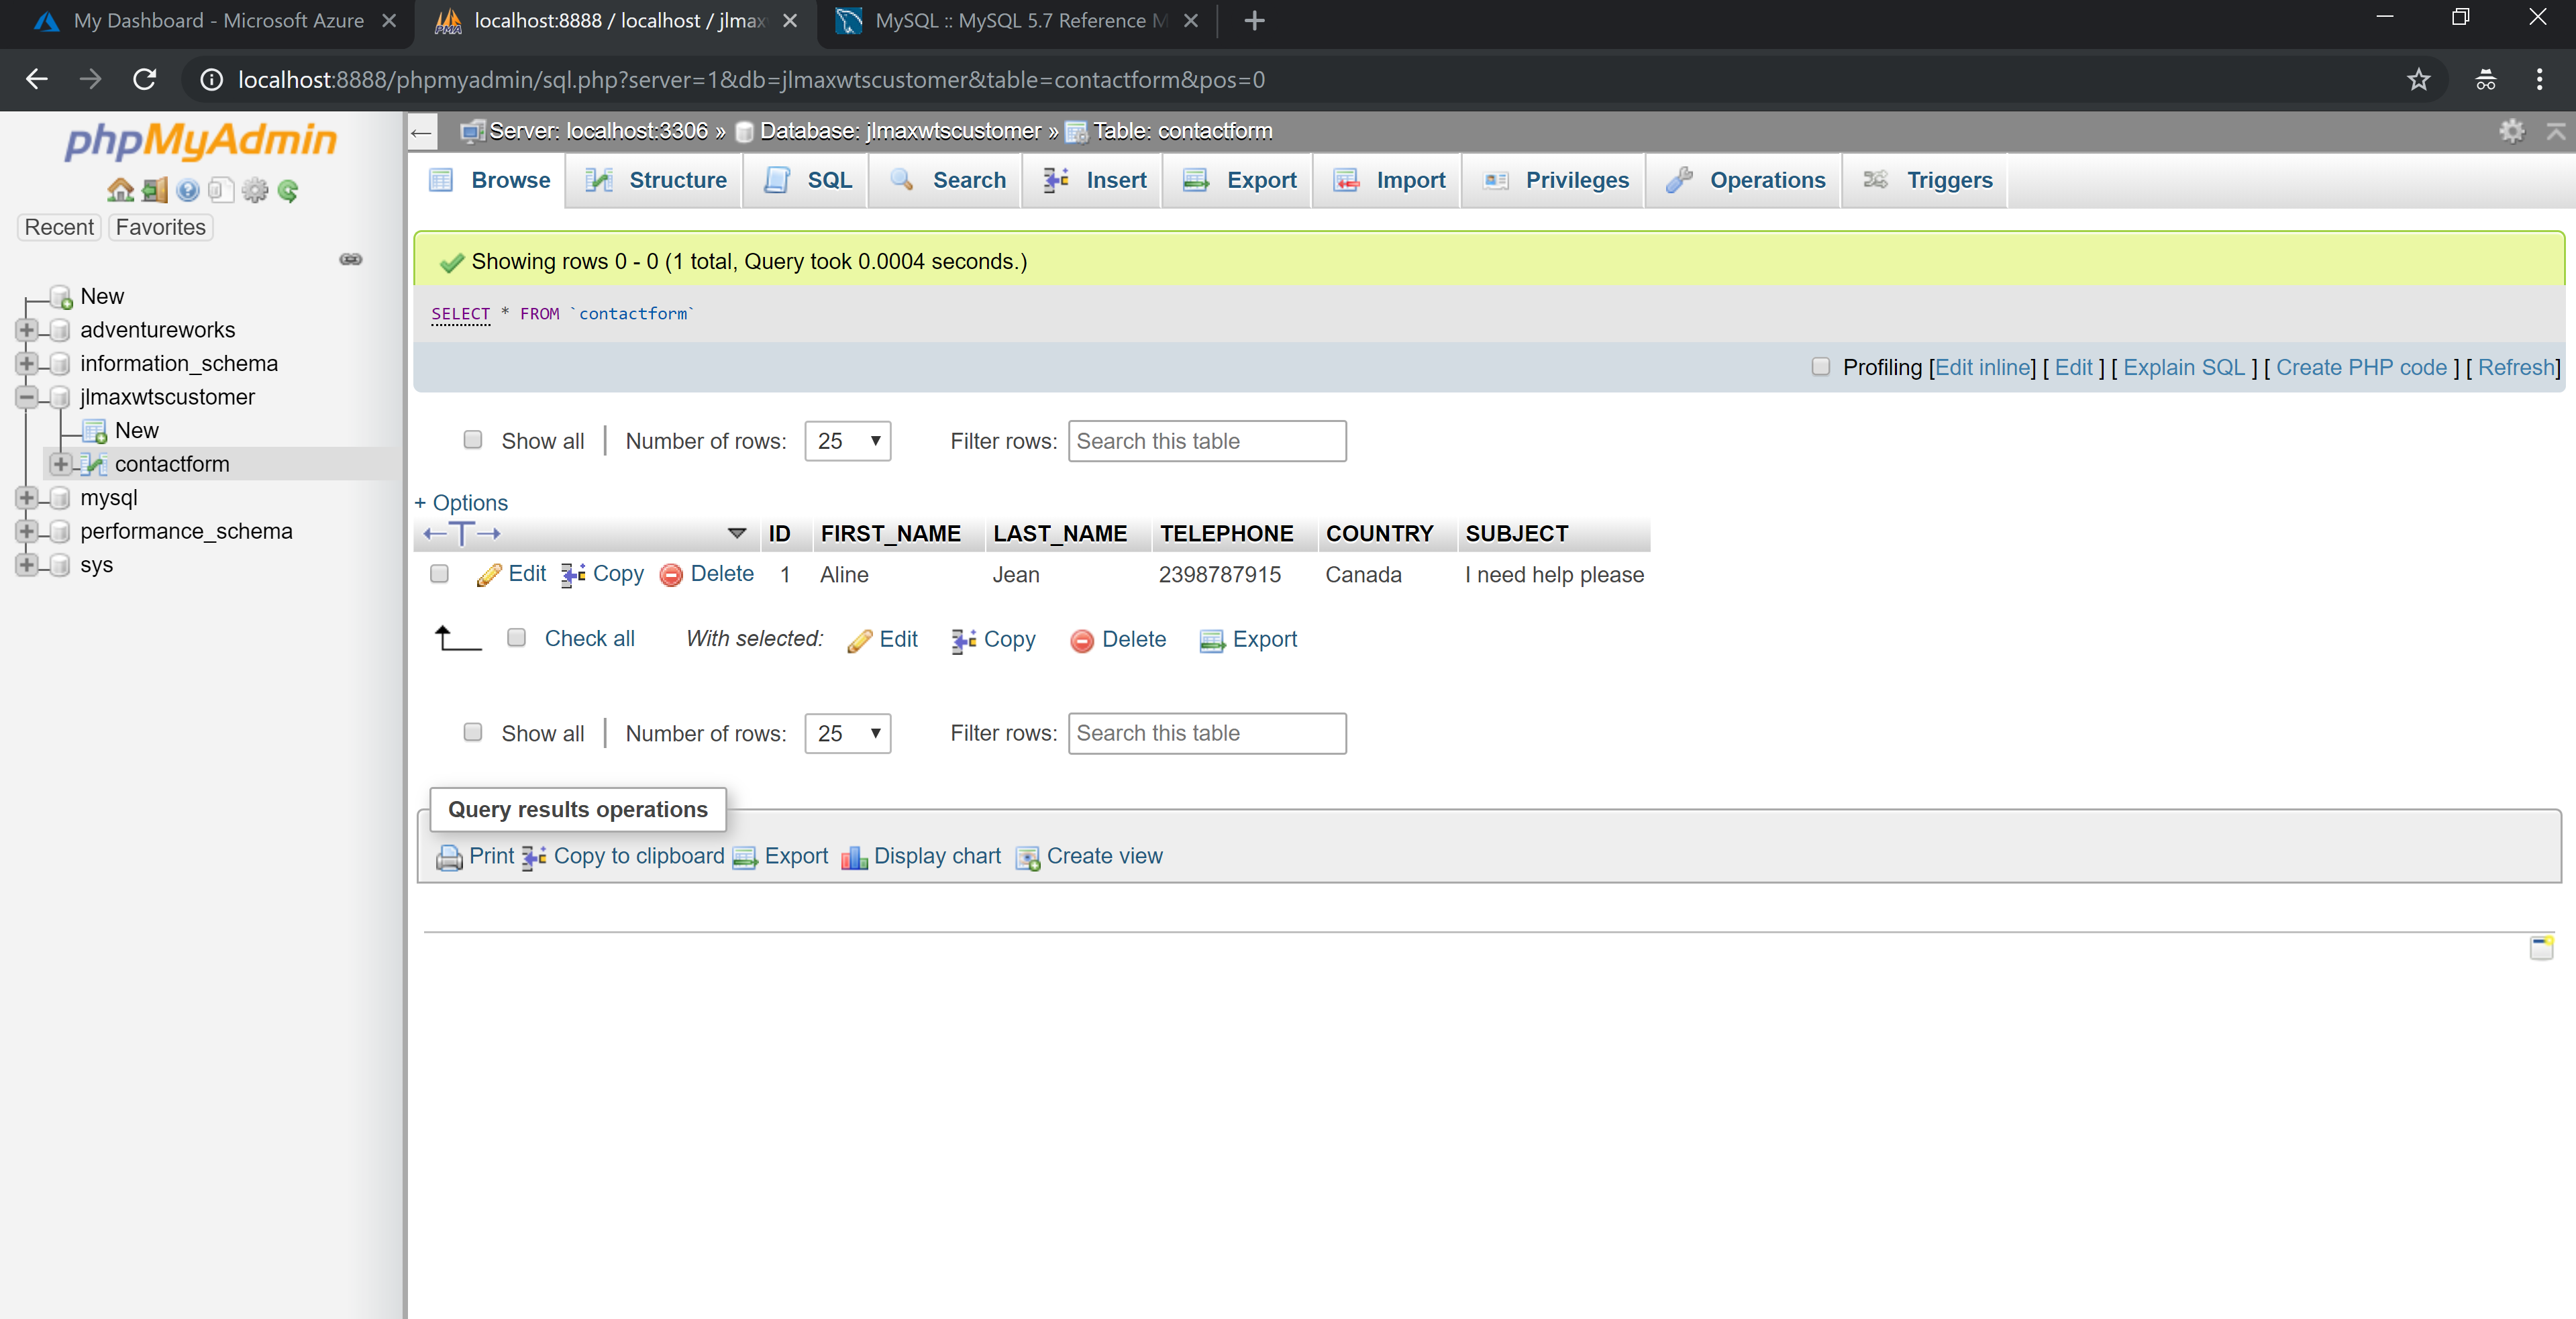 My Dashboard - Microsoft Azure
localhost:8888 / localhost / jlmax
MySQL :: MySQL 5.7 Reference M
localhost:8888/phpmyadmin/sql.php?server=1&db=jlmaxwtscustomer&table=contactform&pos=0
phpMyAdmin
Recent Favorites
New
adventureworks
information_schema
jlmaxwtscustomer
New
contactform
mysql
performance_schema
sys
Server: localhost:3306 » Database: jlmaxwtscustomer » Table: contactform
Browse Structure SQL Search Insert Export Import Privileges Operations Triggers
Showing rows 0 - 0 (1 total, Query took 0.0004 seconds.)
SELECT * FROM `contactform`
Profiling [Edit inline] [ Edit ] [ Explain SQL ] [ Create PHP code ] [ Refresh]
Show all | Number of rows: 25 Filter rows: Search this table
+ Options
←T→ ID FIRST_NAME LAST_NAME TELEPHONE COUNTRY SUBJECT
Edit Copy Delete 1 Aline Jean 2398787915 Canada I need help please
Check all With selected: Edit Copy Delete Export
Show all | Number of rows: 25 Filter rows: Search this table
Query results operations
Print Copy to clipboard Export Display chart Create view